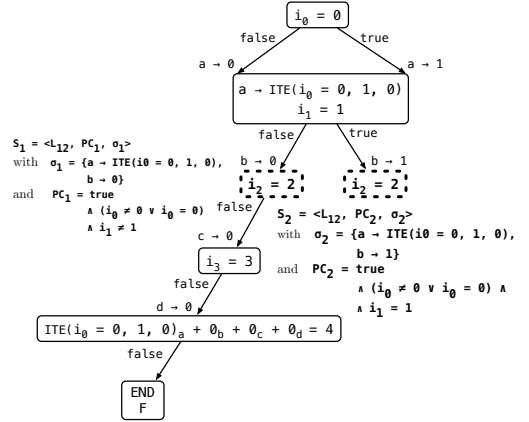 i₀ = 0
false
true
a → 0
a → 1
a → ITE(i₀ = 0, 1, 0)
i₁ = 1
false
true
b → 0
b → 1
i₂ = 2
i₂ = 2
S₁ = <L₁₂, PC₁, σ₁>
with σ₁ = {a → ITE(i0 = 0, 1, 0),
b → 0}
and PC₁ = true
∧ (i₀ ≠ 0 ∨ i₀ = 0)
∧ i₁ ≠ 1
false
S₂ = <L₁₂, PC₂, σ₂>
with σ₂ = {a → ITE(i0 = 0, 1, 0),
b → 1}
and PC₂ = true
∧ (i₀ ≠ 0 ∨ i₀ = 0) ∧
∧ i₁ = 1
c → 0
i₃ = 3
false
d → 0
ITE(i₀ = 0, 1, 0)ₐ + 0_b + 0_c + 0_d = 4
false
END
F